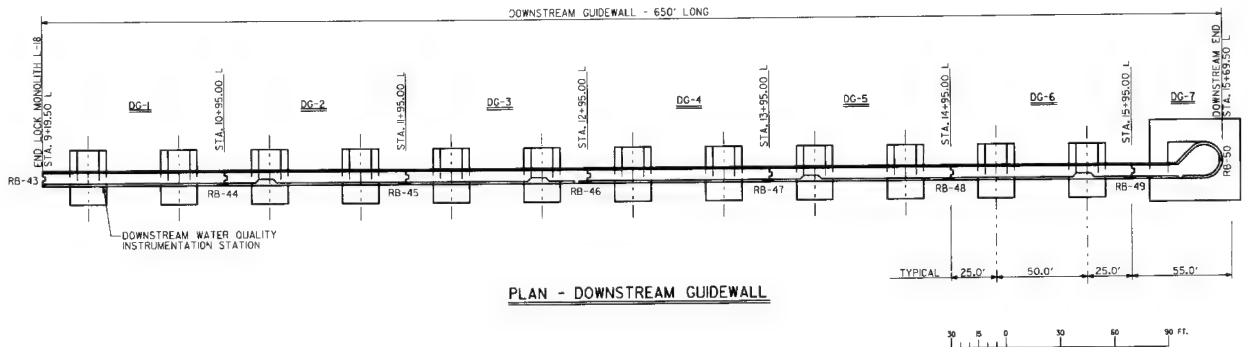 DOWNSTREAM GUIDEWALL - 650' LONG
END LOCK MONOLITH L-18
STA. 9+19.50 L
DG-1
STA. 10+95.00 L
DG-2
STA. 11+95.00 L
DG-3
STA. 12+95.00 L
DG-4
STA. 13+95.00 L
DG-5
STA. 14+95.00 L
DG-6
STA. 15+95.00 L
DG-7
DOWNSTREAM END
STA. 15+69.50 L
RB-43
RB-44
RB-45
RB-46
RB-47
RB-48
RB-49
RB-50
DOWNSTREAM WATER QUALITY
INSTRUMENTATION STATION
TYPICAL
25.0'
50.0'
25.0'
55.0'
PLAN - DOWNSTREAM GUIDEWALL
30 15 0 30 60 90 FT.